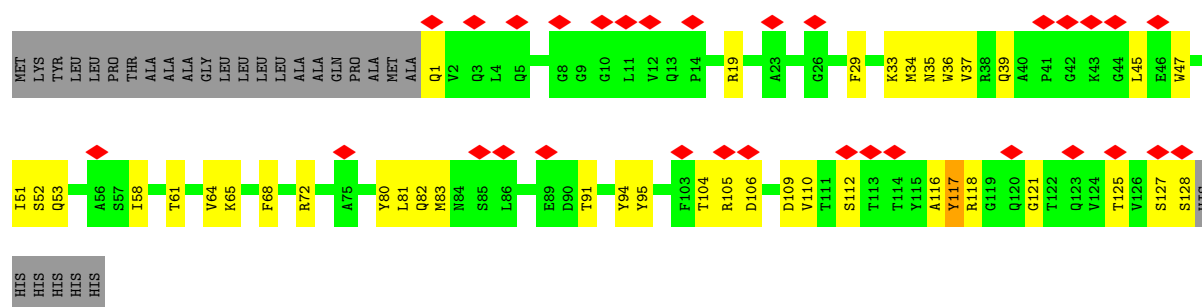 MET LYS TYR LEU LEU PRO THR ALA ALA ALA GLY LEU LEU LEU LEU ALA ALA GLN PRO ALA MET ALA Q1 V2 Q3 L4 Q5 G8 G9 G10 L11 V12 Q13 P14 R19 A23 G26 F29 K33 M34 N35 W36 V37 R38 Q39 A40 P41 G42 K43 G44 L45 E46 W47
I51 S52 Q53 A56 S57 I58 T61 V64 K65 F68 R72 A75 Y80 L81 Q82 M83 N84 S85 L86 E89 D90 T91 Y94 Y95 F103 T104 R105 D106 D109 V110 T111 S112 T113 T114 Y115 A116 Y117 R118 G119 Q120 G121 T122 Q123 V124 T125 V126 S127 S128 HIS
HIS HIS HIS HIS HIS